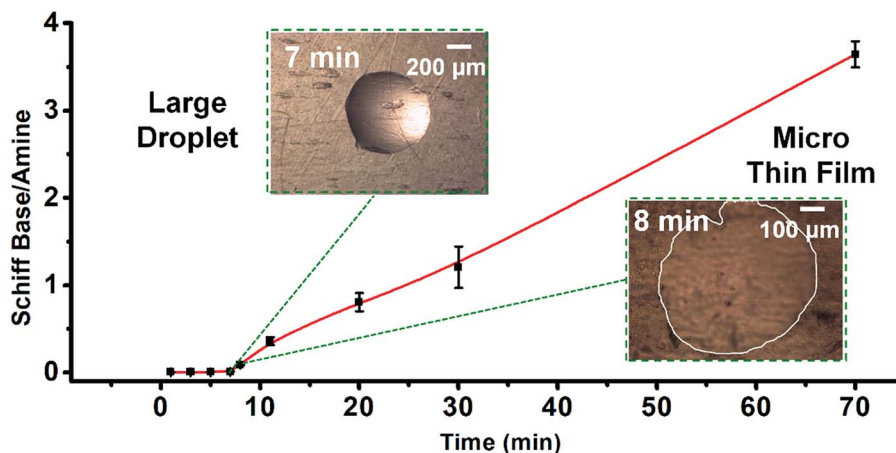 Schiff Base/Amine
4
3
2
1
0
Large
Droplet
7 min
200 µm
Micro
Thin Film
8 min
100 µm
0 10 20 30 40 50 60 70
Time (min)